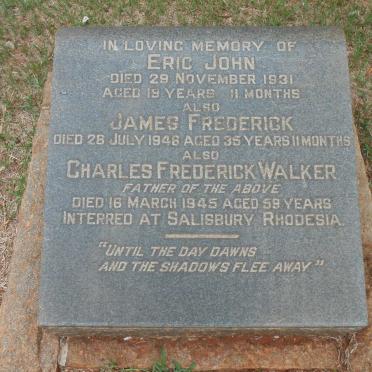 IN LOVING MEMORY OF
ERIC JOHN
DIED 29 NOVEMBER 1931
AGED 19 YEARS 11 MONTHS
ALSO
JAMES FREDERICK
DIED 28 JULY 1946 AGED 35 YEARS 11 MONTHS
ALSO
CHARLES FREDERICK WALKER
FATHER OF THE ABOVE
DIED 16 MARCH 1945 AGED 59 YEARS
INTERRED AT SALISBURY RHODESIA.
"UNTIL THE DAY DAWNS
AND THE SHADOWS FLEE AWAY"